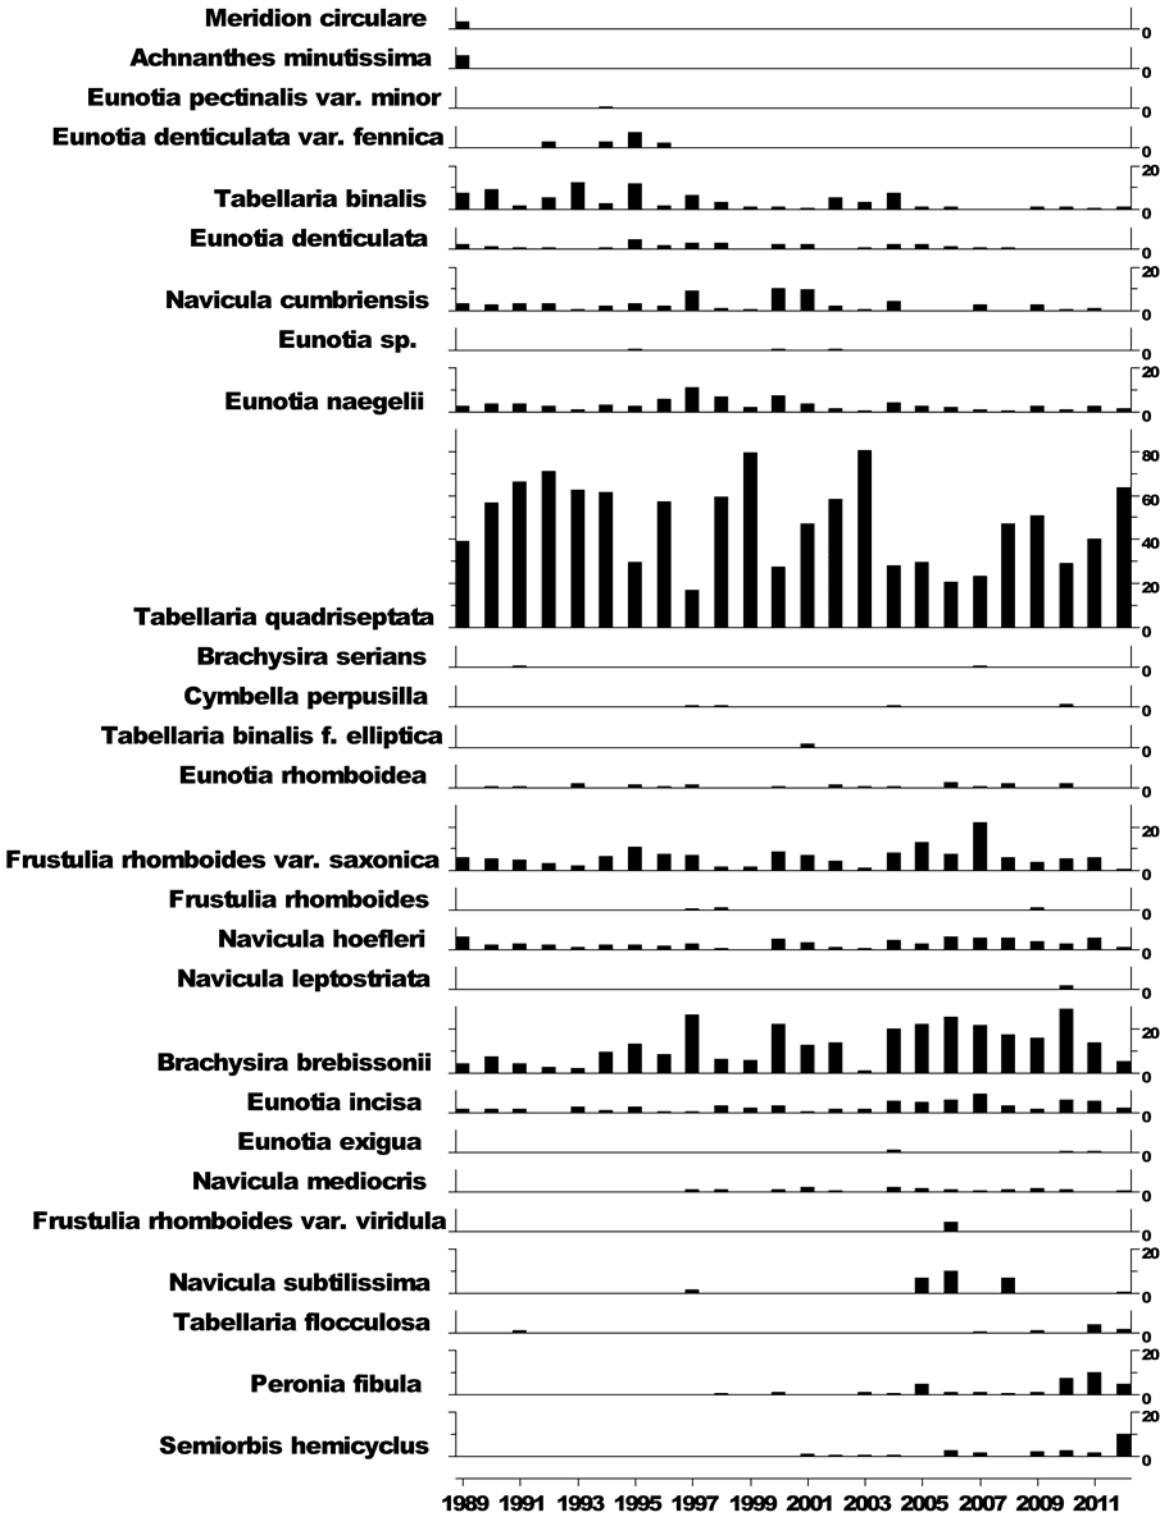 Meridion circulare 0
Achnanthes minutissima 0
Eunotia pectinalis var. minor 0
Eunotia denticulata var. fennica 0
20
Tabellaria binalis 0
Eunotia denticulata 0
20
Navicula cumbriensis 0
Eunotia sp. 0
20
Eunotia naegelii 0
80
60
40
20
Tabellaria quadriseptata 0
Brachysira serians 0
Cymbella perpusilla 0
Tabellaria binalis f. elliptica 0
Eunotia rhomboidea 0
20
Frustulia rhomboides var. saxonica 0
Frustulia rhomboides 0
Navicula hoefleri 0
Navicula leptostriata 0
20
Brachysira brebissonii 0
Eunotia incisa 0
Eunotia exigua 0
Navicula mediocris 0
Frustulia rhomboides var. viridula 0
20
Navicula subtilissima 0
Tabellaria flocculosa 0
20
Peronia fibula 0
20
Semiorbis hemicyclus 0
1989 1991 1993 1995 1997 1999 2001 2003 2005 2007 2009 2011